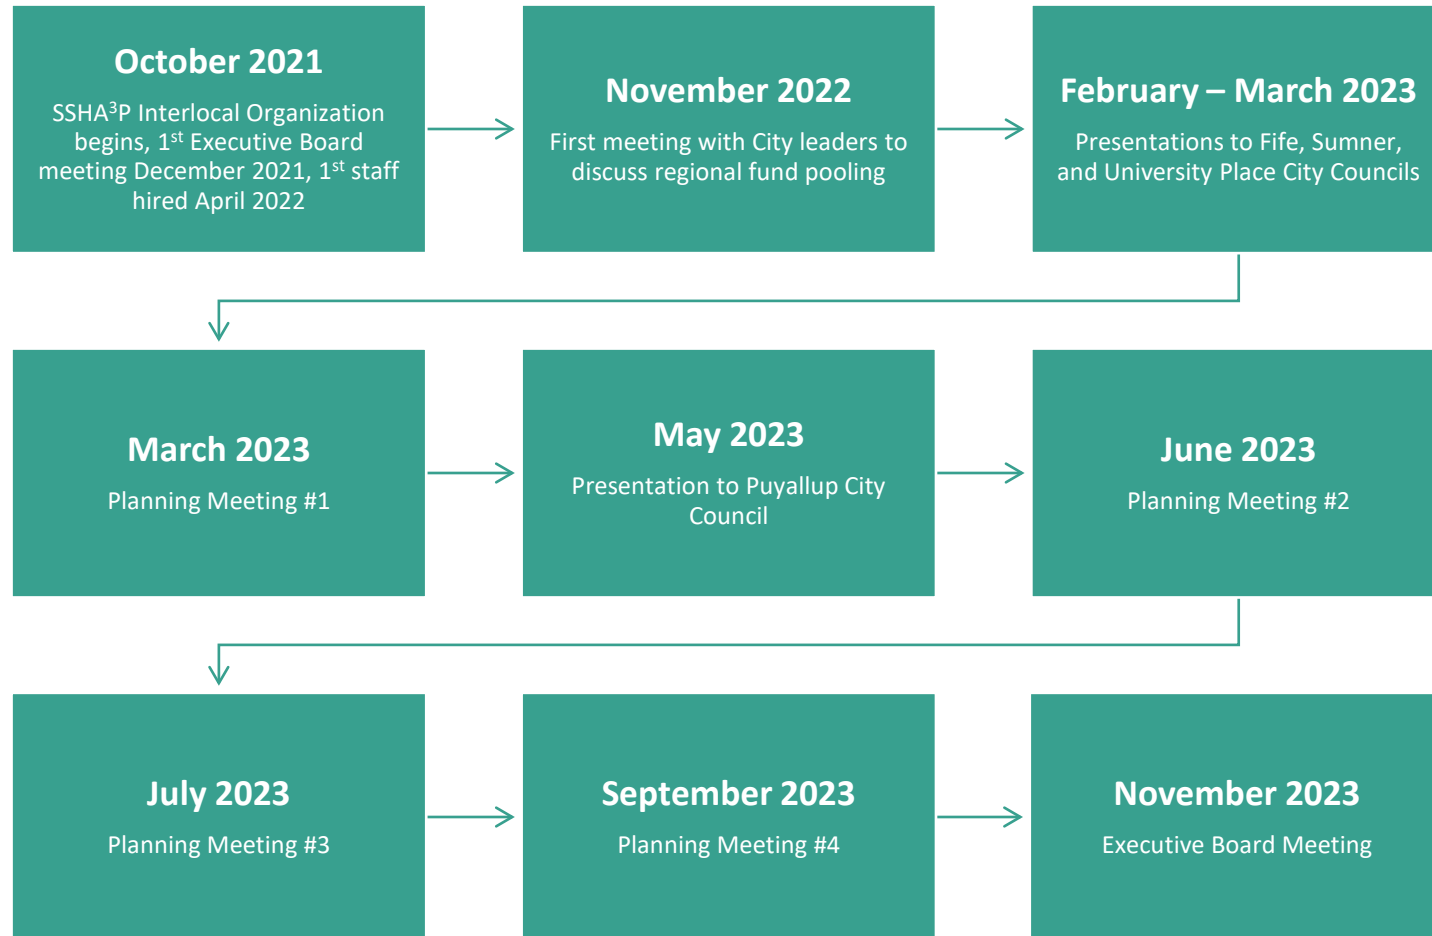 October 2021
SSHA³P Interlocal Organization
begins, 1st Executive Board
meeting December 2021, 1st staff
hired April 2022
November 2022
First meeting with City leaders to
discuss regional fund pooling
February – March 2023
Presentations to Fife, Sumner,
and University Place City Councils
March 2023
Planning Meeting #1
May 2023
Presentation to Puyallup City
Council
June 2023
Planning Meeting #2
July 2023
Planning Meeting #3
September 2023
Planning Meeting #4
November 2023
Executive Board Meeting